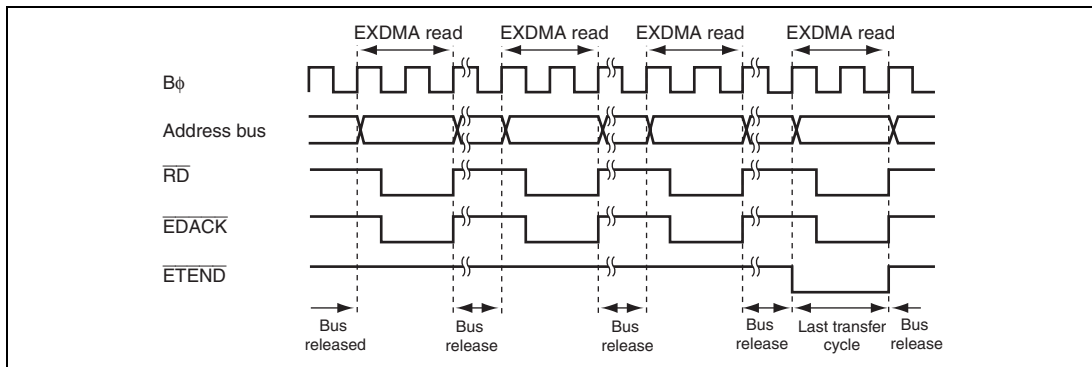 EXDMA read EXDMA read EXDMA read EXDMA read
Bϕ
Address bus
RD
EDACK
ETEND
Bus released
Bus release
Bus release
Bus release
Last transfer cycle
Bus release